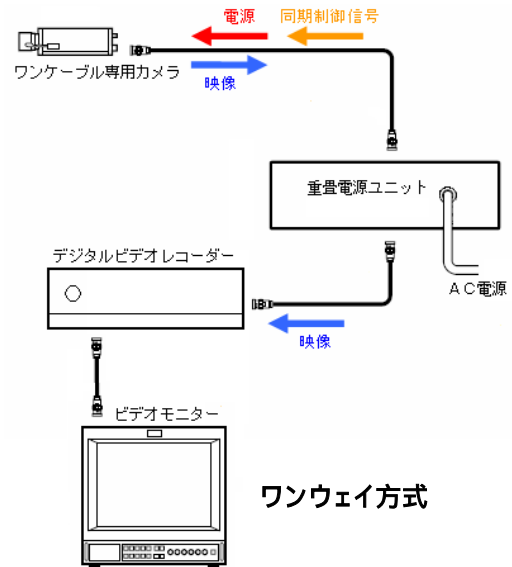 電源 同期制御信号
ワンケーブル専用カメラ
映像
重畳電源ユニット
デジタルビデオレコーダー
AC電源
映像
ビデオモニター
ワンウェイ方式